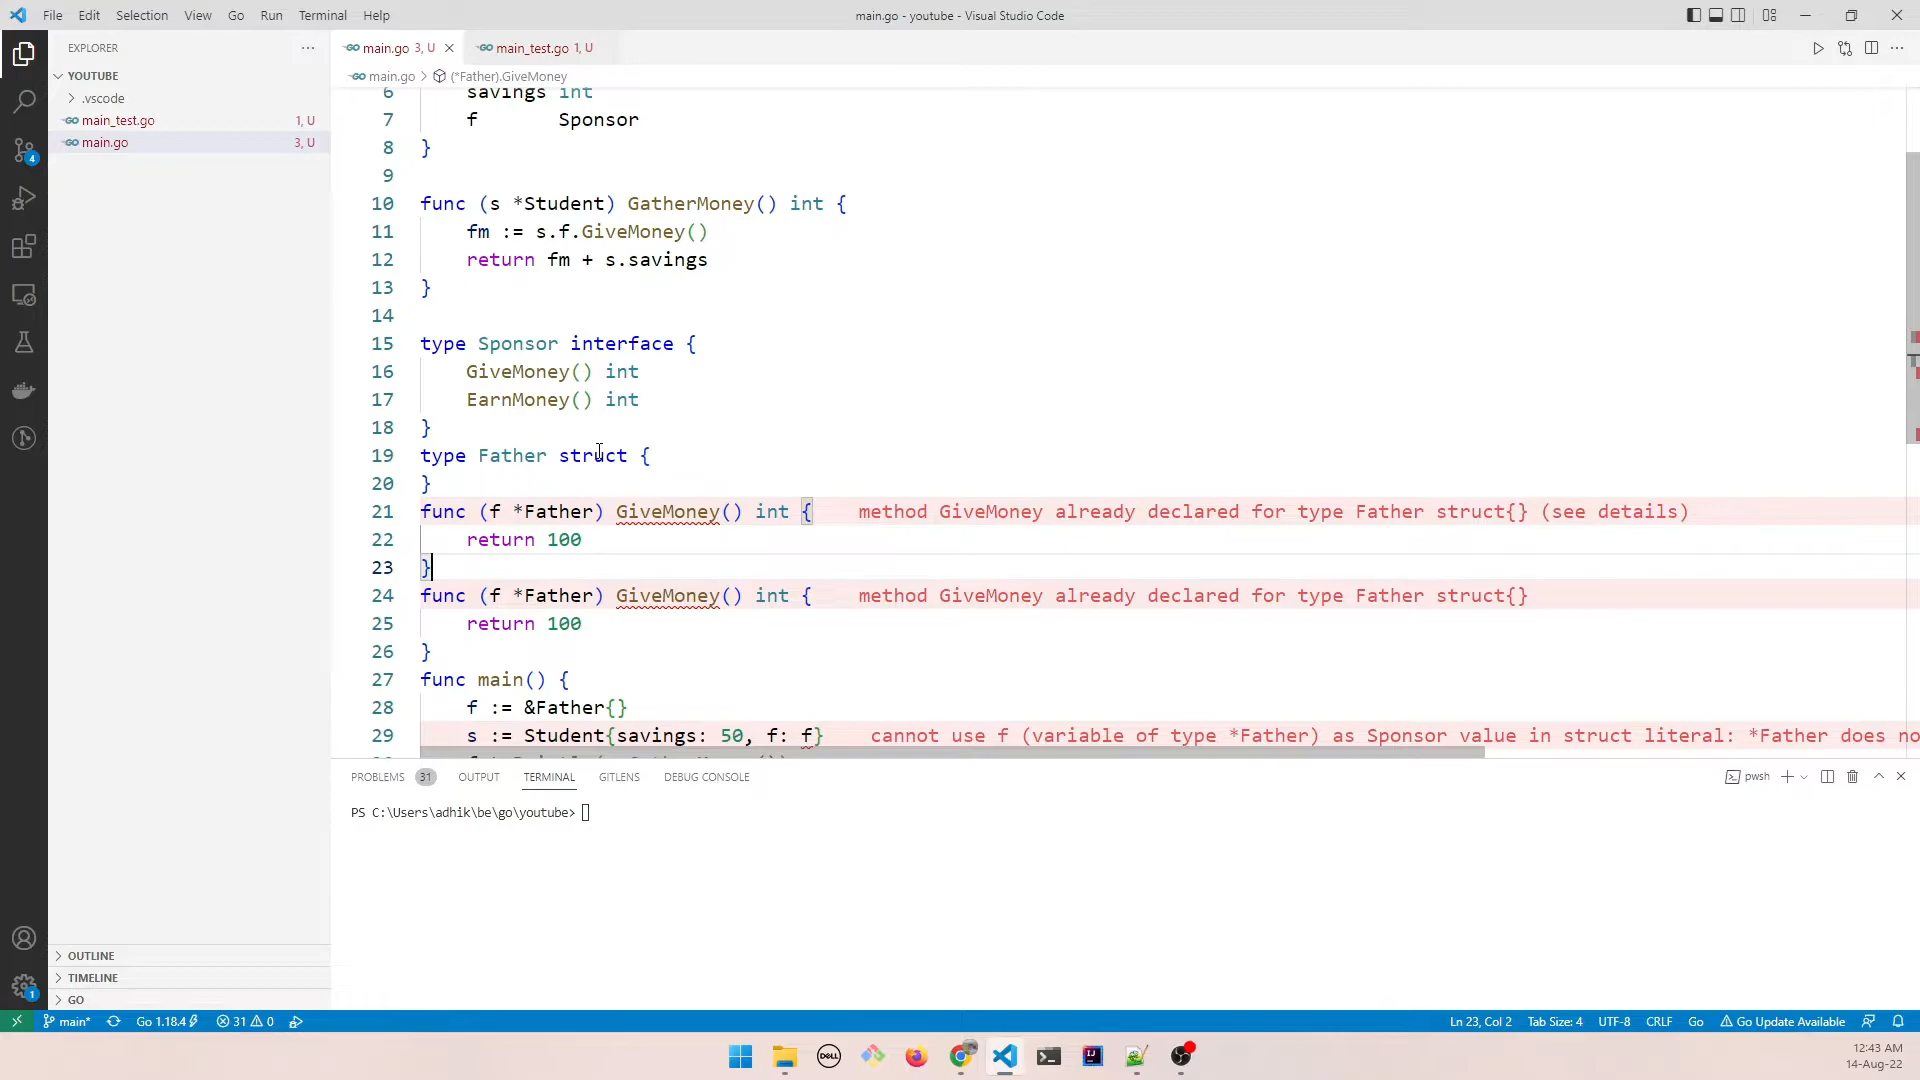 File Edit Selection View Go Run Terminal Help
main.go - youtube - Visual Studio Code
EXPLORER
YOUTUBE
.vscode
main_test.go 1, U
main.go 3, U
OUTLINE
TIMELINE
GO
main.go 3, U
main_test.go 1, U
main.go > (*Father).GiveMoney
6 savings int
7 f Sponsor
8 }
9
10 func (s *Student) GatherMoney() int {
11 fm := s.f.GiveMoney()
12 return fm + s.savings
13 }
14
15 type Sponsor interface {
16 GiveMoney() int
17 EarnMoney() int
18 }
19 type Father struct {
20 }
21 func (f *Father) GiveMoney() int { method GiveMoney already declared for type Father struct{} (see details)
22 return 100
23 }
24 func (f *Father) GiveMoney() int { method GiveMoney already declared for type Father struct{}
25 return 100
26 }
27 func main() {
28 f := &Father{}
29 s := Student{savings: 50, f: f} cannot use f (variable of type *Father) as Sponsor value in struct literal: *Father does no
PROBLEMS 31 OUTPUT TERMINAL GITLENS DEBUG CONSOLE
pwsh
PS C:\Users\adhik\be\go\youtube>
4
1
main* Go 1.18.4 31 0
Ln 23, Col 2 Tab Size: 4 UTF-8 CRLF Go Go Update Available
DELL
IJ
12:43 AM
14-Aug-22